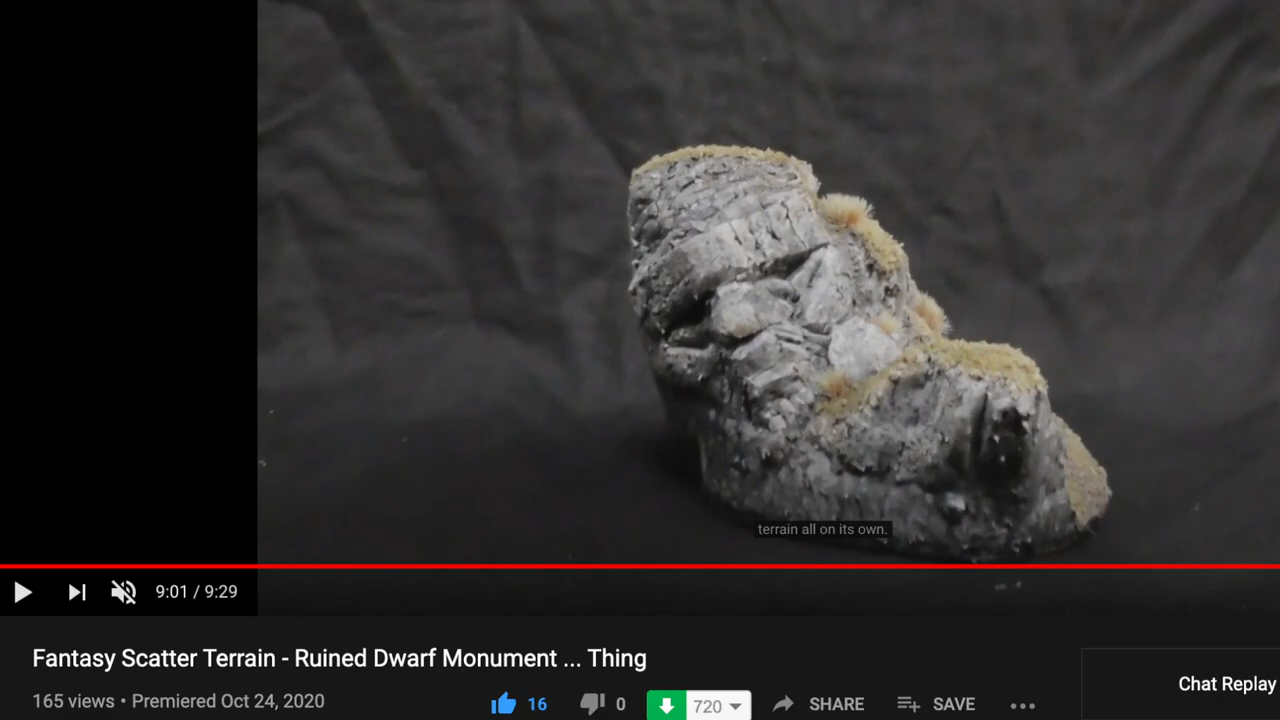 terrain all on its own.
9:01 / 9:29
Fantasy Scatter Terrain - Ruined Dwarf Monument ... Thing
165 views • Premiered Oct 24, 2020
16 0 720 SHARE SAVE
Chat Replay